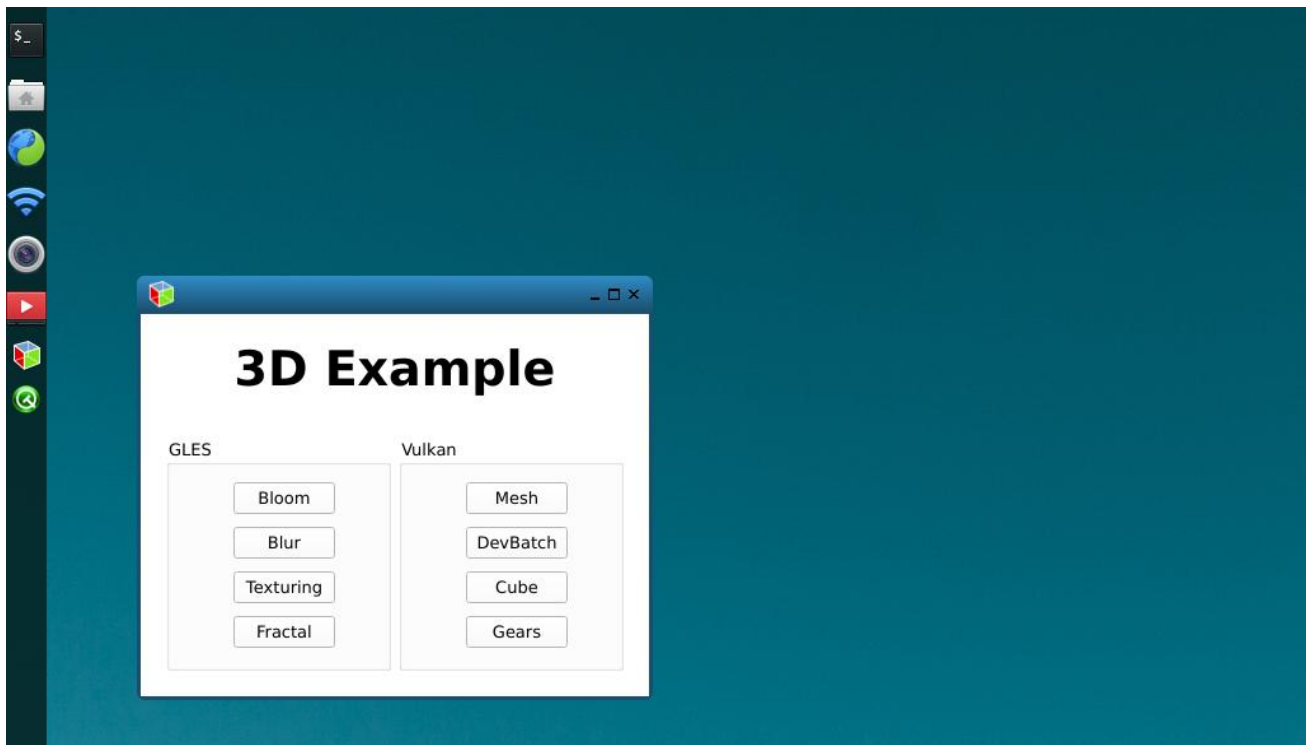 $_
3D Example
GLES
Bloom
Blur
Texturing
Fractal
Vulkan
Mesh
DevBatch
Cube
Gears